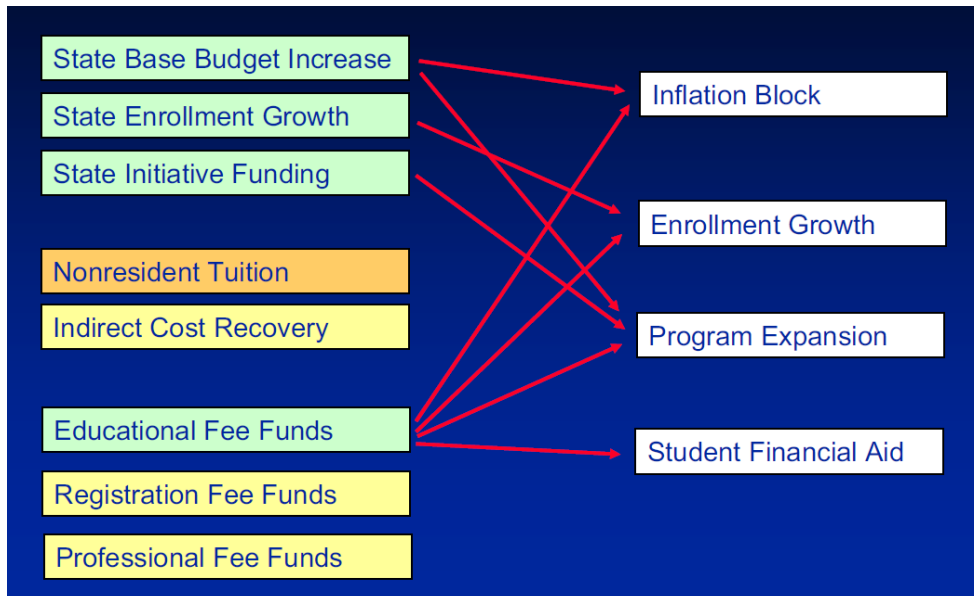 State Base Budget Increase
State Enrollment Growth
State Initiative Funding
Nonresident Tuition
Indirect Cost Recovery
Educational Fee Funds
Registration Fee Funds
Professional Fee Funds
Inflation Block
Enrollment Growth
Program Expansion
Student Financial Aid